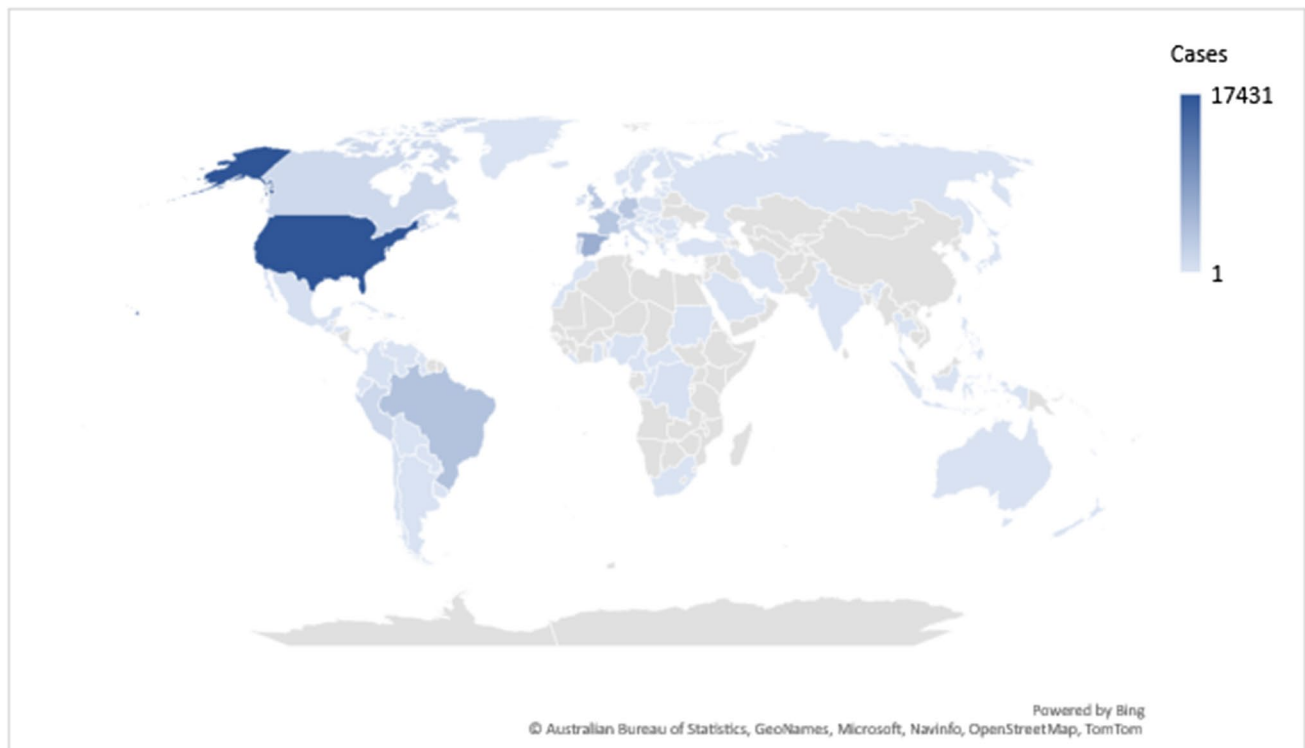 Cases
17431
1
Powered by Bing
© Australian Bureau of Statistics, GeoNames, Microsoft, Navinfo, OpenStreetMap, TomTom